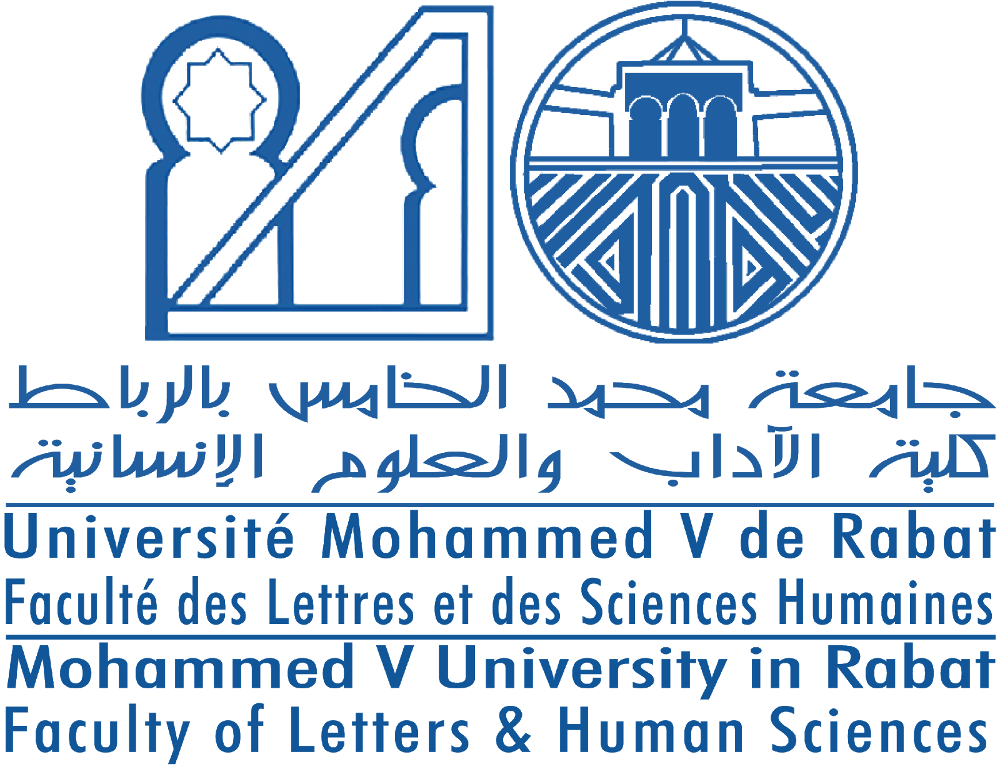 جامعة محمد الخامس بالرباط
كلية الآداب والعلوم الإنسانية
Université Mohammed V de Rabat
Faculté des Lettres et des Sciences Humaines
Mohammed V University in Rabat
Faculty of Letters & Human Sciences